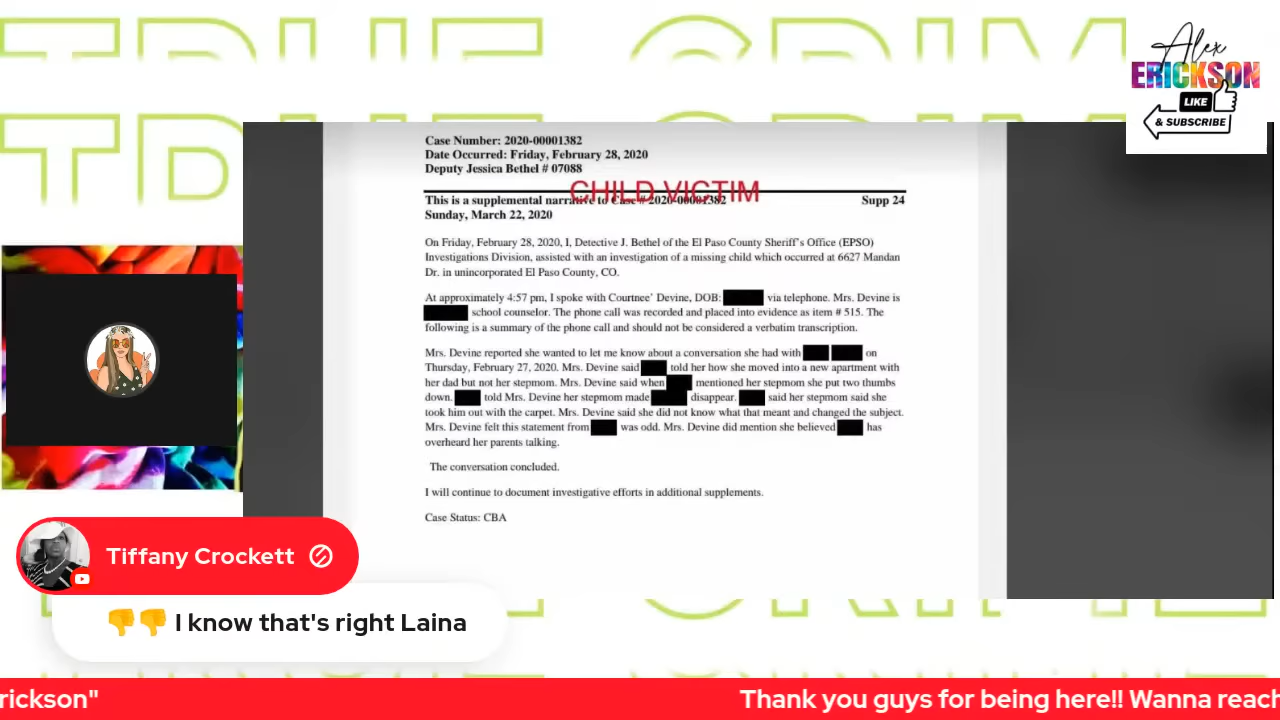 TRUE CRIM
Alex
ERICKSON
LIKE
& SUBSCRIBE
TRUE CRIM
Case Number: 2020-00001382
Date Occurred: Friday, February 28, 2020
Deputy Jessica Bethel # 07088
CHILD VICTIM
This is a supplemental narrative to Case # 2020-00001382 Supp 24
Sunday, March 22, 2020
On Friday, February 28, 2020, I, Detective J. Bethel of the El Paso County Sheriff's Office (EPSO)
Investigations Division, assisted with an investigation of a missing child which occurred at 6627 Mandan
Dr. in unincorporated El Paso County, CO.
At approximately 4:57 pm, I spoke with Courtnee' Devine, DOB: via telephone. Mrs. Devine is
school counselor. The phone call was recorded and placed into evidence as item # 515. The
following is a summary of the phone call and should not be considered a verbatim transcription.
Mrs. Devine reported she wanted to let me know about a conversation she had with on
Thursday, February 27, 2020. Mrs. Devine said told her how she moved into a new apartment with
her dad but not her stepmom. Mrs. Devine said when mentioned her stepmom she put two thumbs
down. told Mrs. Devine her stepmom made disappear. said her stepmom said she
took him out with the carpet. Mrs. Devine said she did not know what that meant and changed the subject.
Mrs. Devine felt this statement from was odd. Mrs. Devine did mention she believed has
overheard her parents talking.
The conversation concluded.
I will continue to document investigative efforts in additional supplements.
Case Status: CBA
Tiffany Crockett
👎👎 I know that's right Laina
rickson" Thank you guys for being here!! Wanna reach